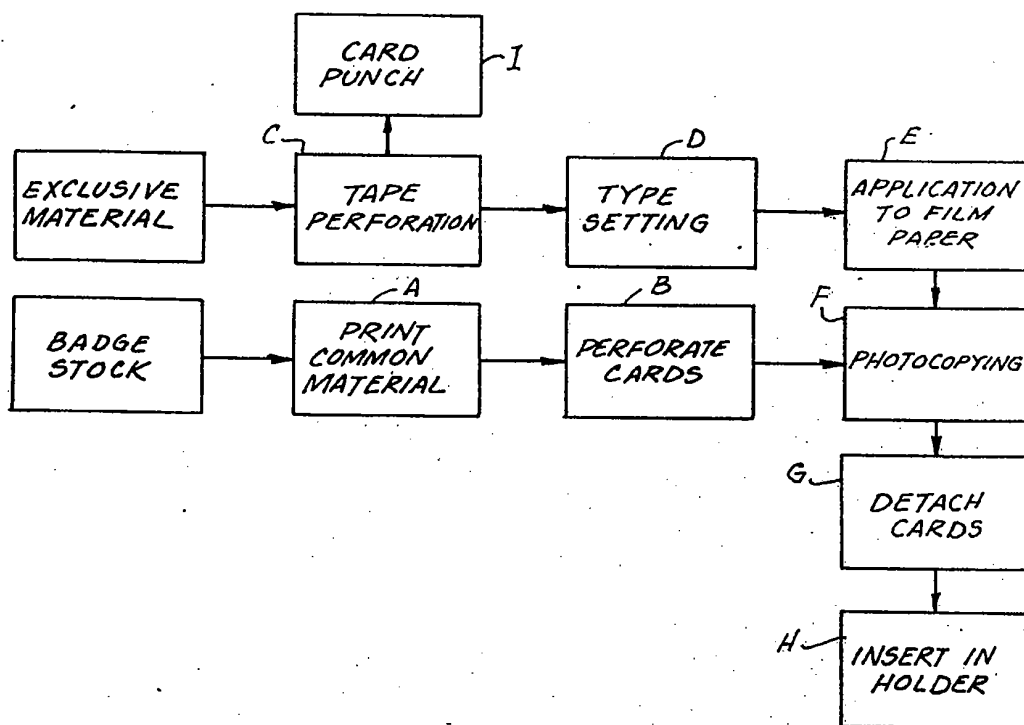 CARD
PUNCH
I
C
D
E
EXCLUSIVE
MATERIAL
TAPE
PERFORATION
TYPE
SETTING
APPLICATION
TO FILM
PAPER
A
B
F
BADGE
STOCK
PRINT
COMMON
MATERIAL
PERFORATE
CARDS
PHOTOCOPYING
G
DETACH
CARDS
H
INSERT IN
HOLDER